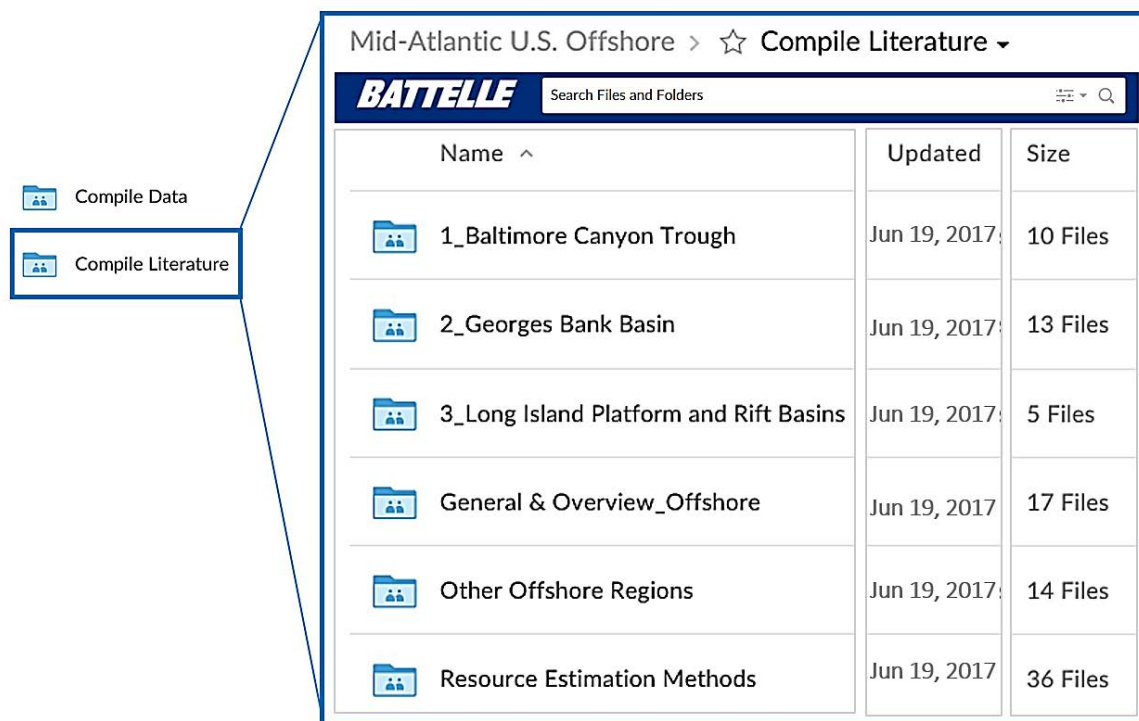 Compile Data
Compile Literature
Mid-Atlantic U.S. Offshore > ☆ Compile Literature
BATTELLE Search Files and Folders
Name Updated Size
1_Baltimore Canyon Trough Jun 19, 2017 10 Files
2_Georges Bank Basin Jun 19, 2017 13 Files
3_Long Island Platform and Rift Basins Jun 19, 2017 5 Files
General & Overview_Offshore Jun 19, 2017 17 Files
Other Offshore Regions Jun 19, 2017 14 Files
Resource Estimation Methods Jun 19, 2017 36 Files